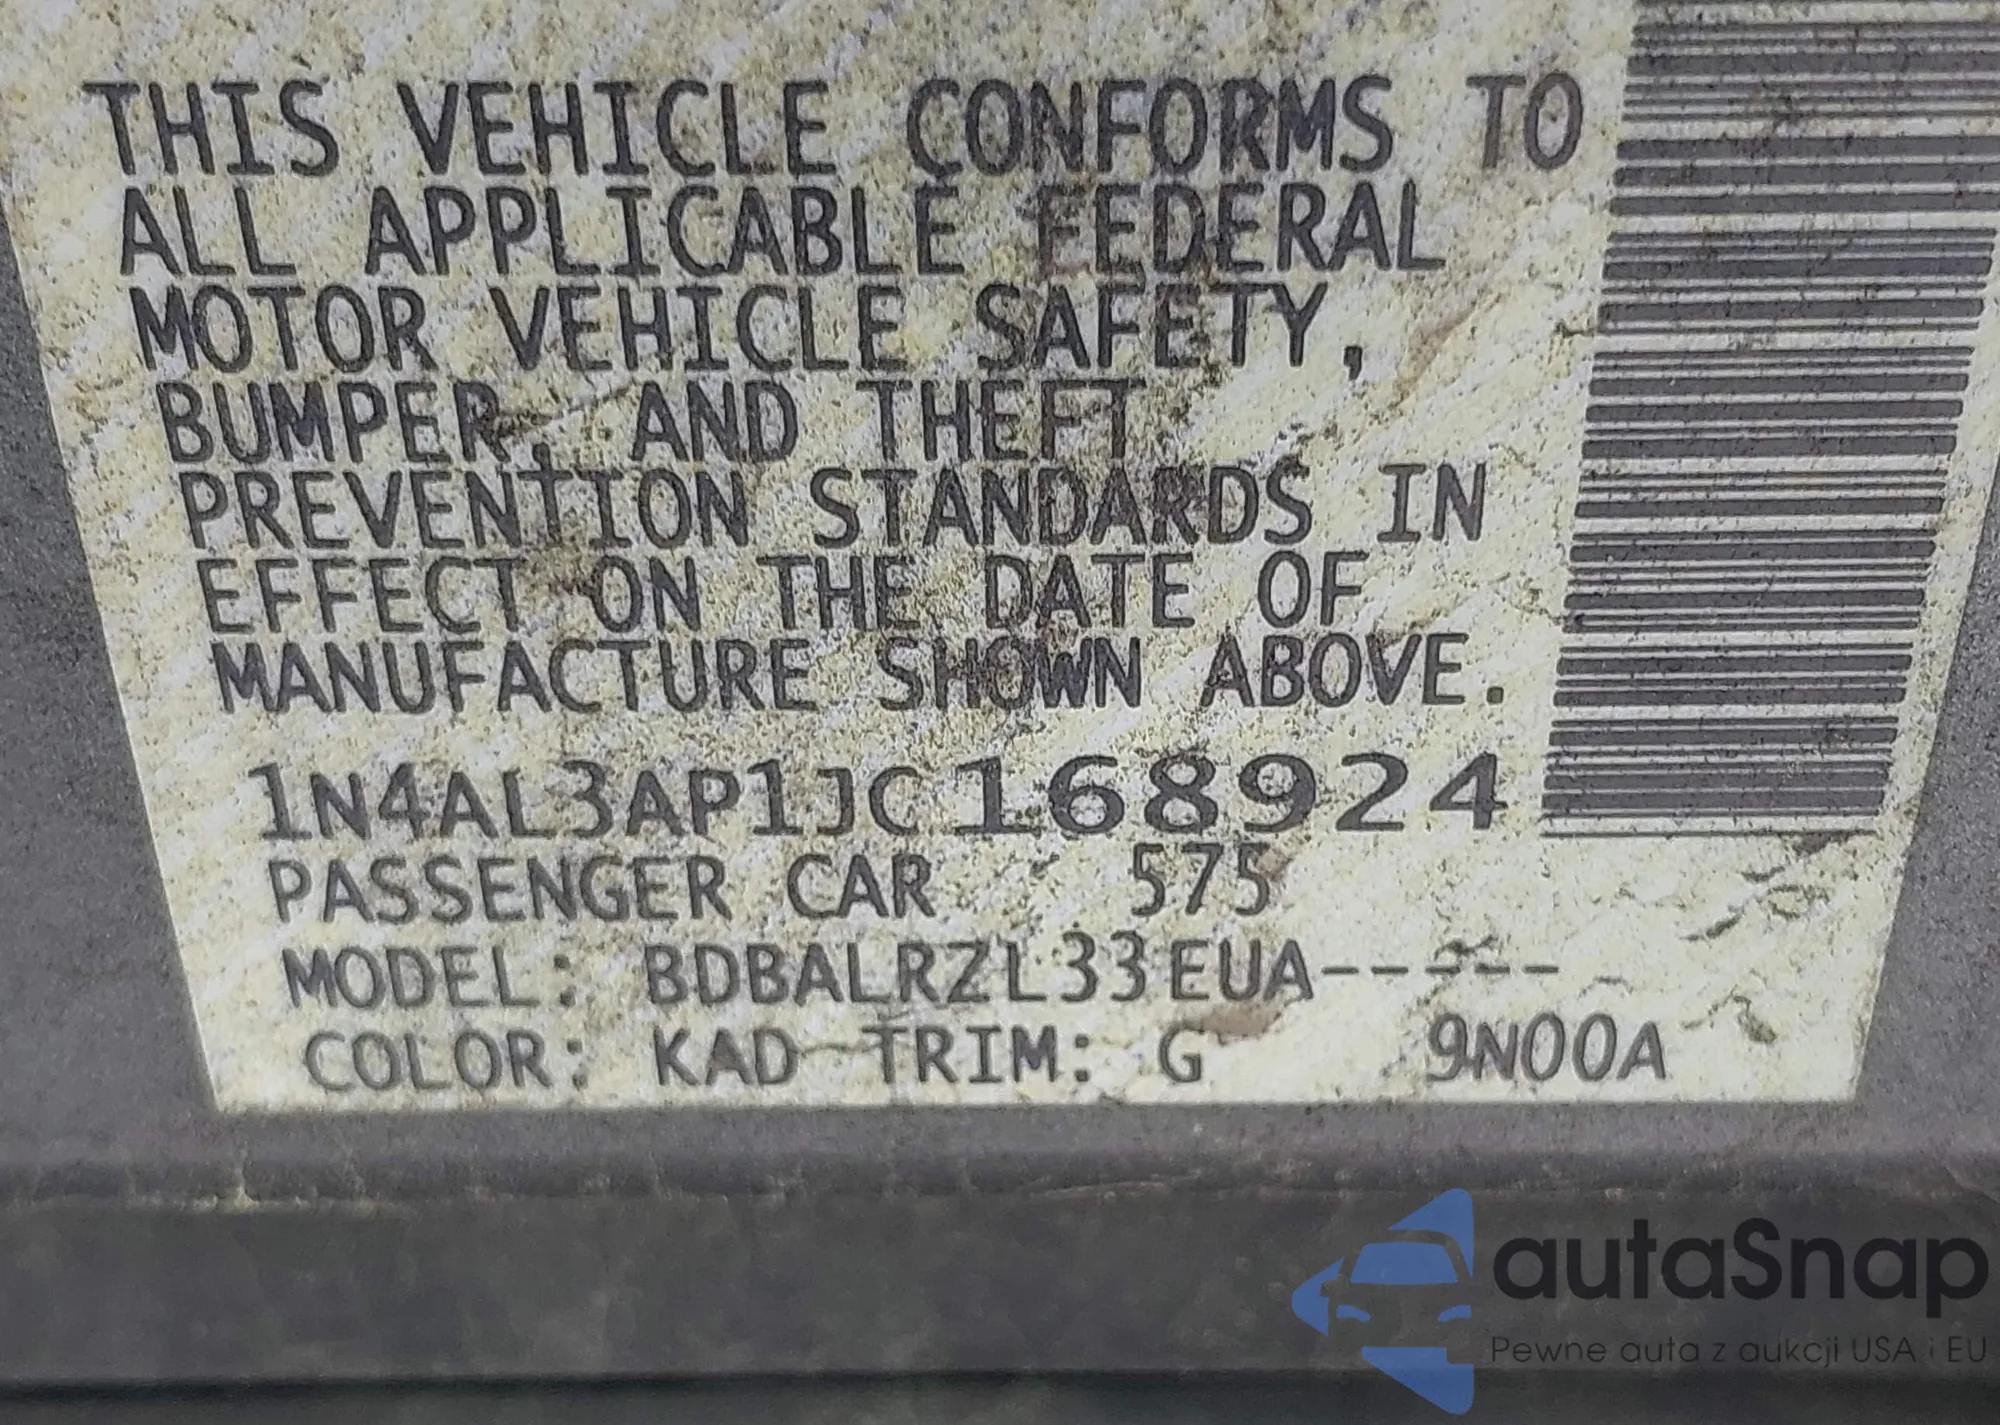 THIS VEHICLE CONFORMS TO
ALL APPLICABLE FEDERAL
MOTOR VEHICLE SAFETY,
BUMPER, AND THEFT
PREVENTION STANDARDS IN
EFFECT ON THE DATE OF
MANUFACTURE SHOWN ABOVE.
1N4AL3AP1JC168924
PASSENGER CAR 575
MODEL: BDBALRZL33EUA-----
COLOR: KAD TRIM: G 9N00A
autaSnap
Pewne auta z aukcji USA i EU